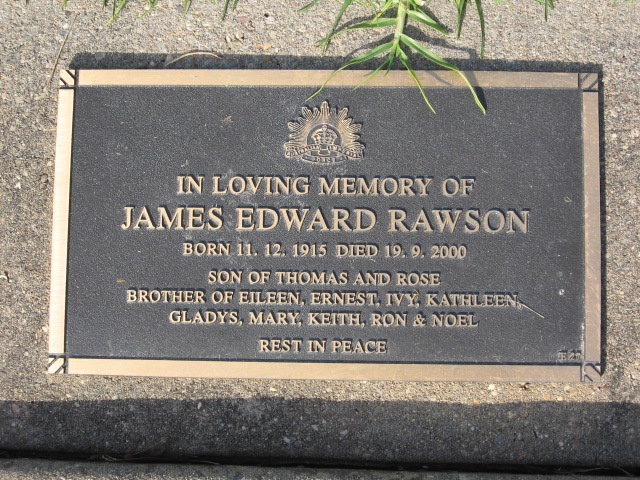 IN LOVING MEMORY OF
JAMES EDWARD RAWSON
BORN 11. 12. 1915 DIED 19. 9. 2000
SON OF THOMAS AND ROSE
BROTHER OF EILEEN, ERNEST, IVY, KATHLEEN,
GLADYS, MARY, KEITH, RON & NOEL
REST IN PEACE